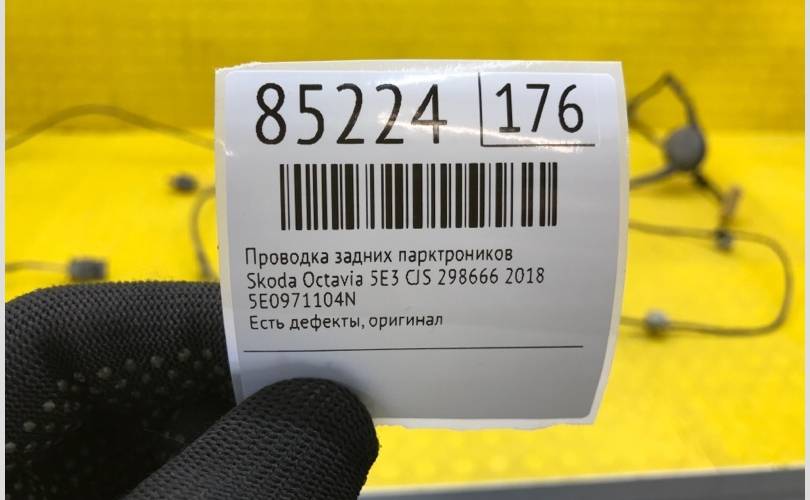 85224 176
Проводка задних парктроников
Skoda Octavia 5E3 CJS 298666 2018
5E0971104N
Есть дефекты, оригинал